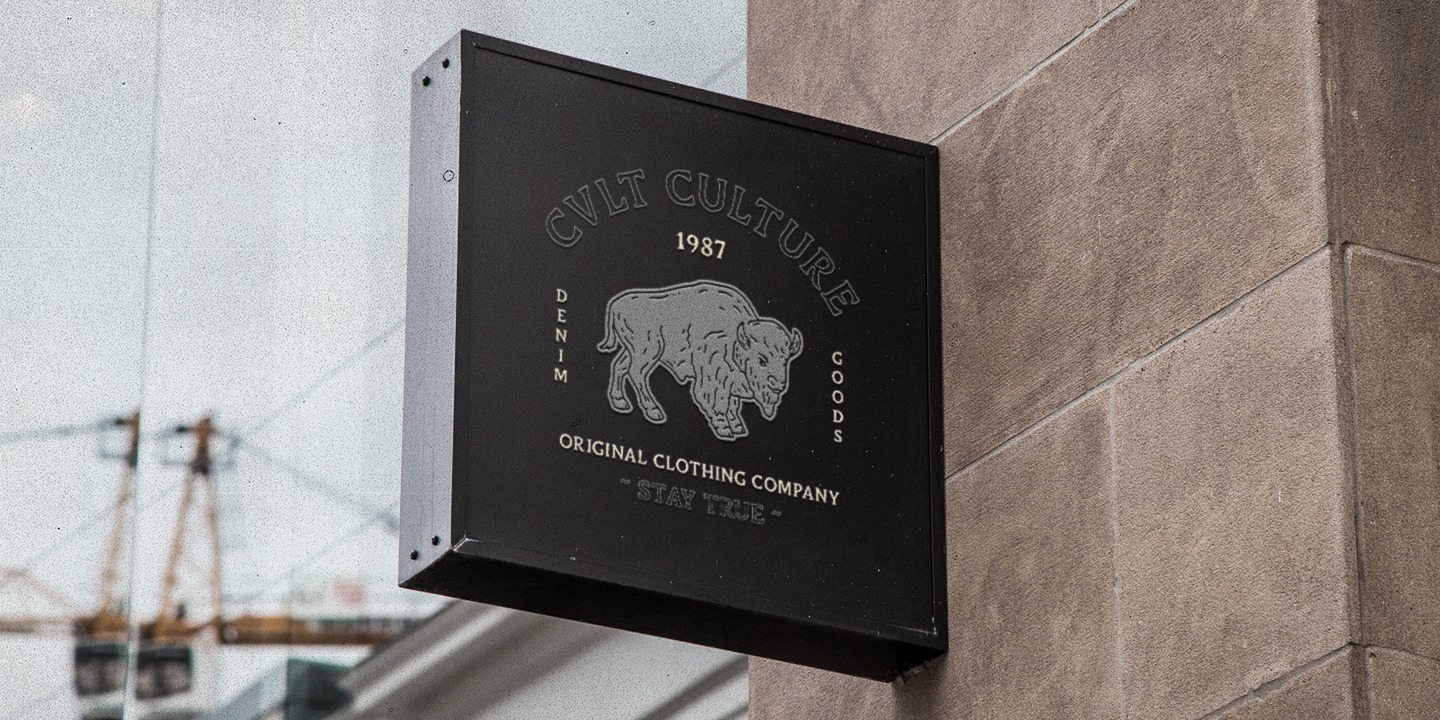 CVLT CULTURE
1987
DENIM
GOODS
ORIGINAL CLOTHING COMPANY
~ STAY TRUE ~